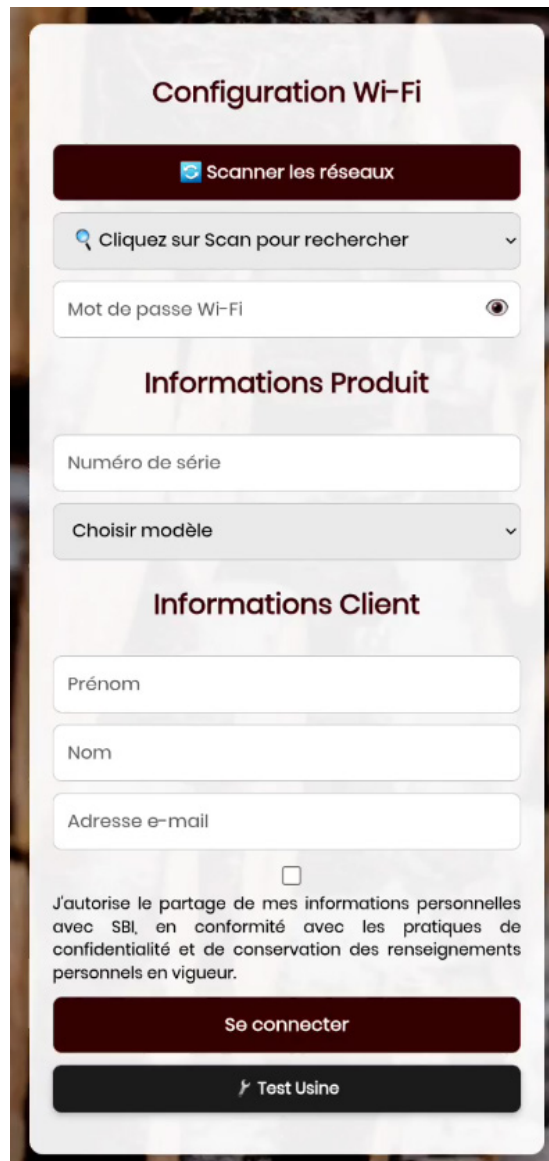 Configuration Wi-Fi
🔄 Scanner les réseaux
🔍 Cliquez sur Scan pour rechercher
Mot de passe Wi-Fi
Informations Produit
Numéro de série
Choisir modèle
Informations Client
Prénom
Nom
Adresse e-mail
J'autorise le partage de mes informations personnelles
avec SBI, en conformité avec les pratiques de
confidentialité et de conservation des renseignements
personnels en vigueur.
Se connecter
🔧 Test Usine